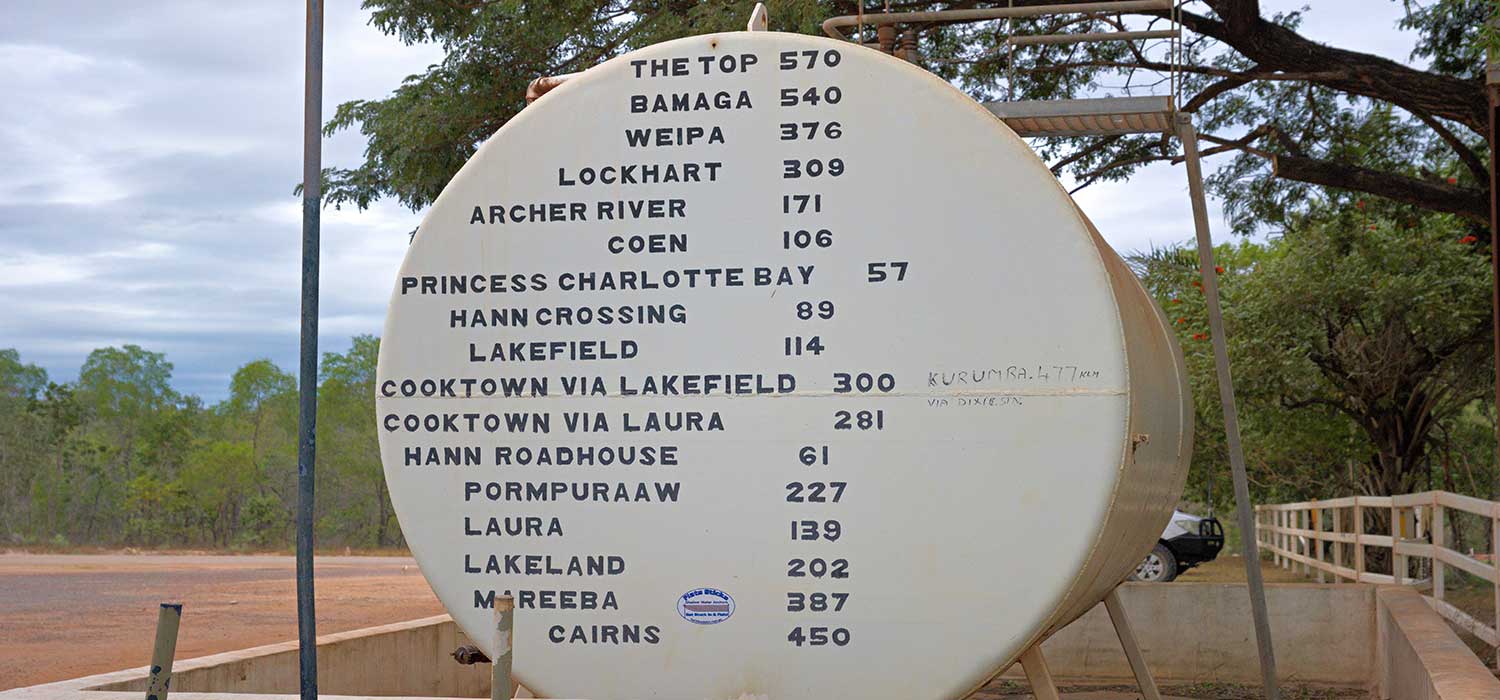 THE TOP 570
BAMAGA 540
WEIPA 376
LOCKHART 309
ARCHER RIVER 171
COEN 106
PRINCESS CHARLOTTE BAY 57
HANN CROSSING 89
LAKEFIELD 114
COOKTOWN VIA LAKEFIELD 300
KURUMBA. 477 KLM
VIA DIXIE STN.
COOKTOWN VIA LAURA 281
HANN ROADHOUSE 61
PORMPURAAW 227
LAURA 139
LAKELAND 202
MAREEBA 387
Flats Sticks
CAIRNS 450